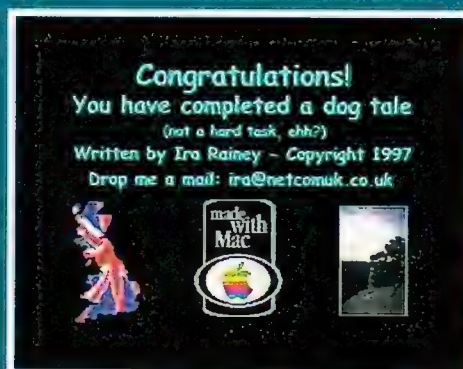 Congratulations!
You have completed a dog tale
(not a hard task, ehh?)
Written by Ira Rainey - Copyright 1997
Drop me a mail: ira@netcomuk.co.uk
made
with
Mac